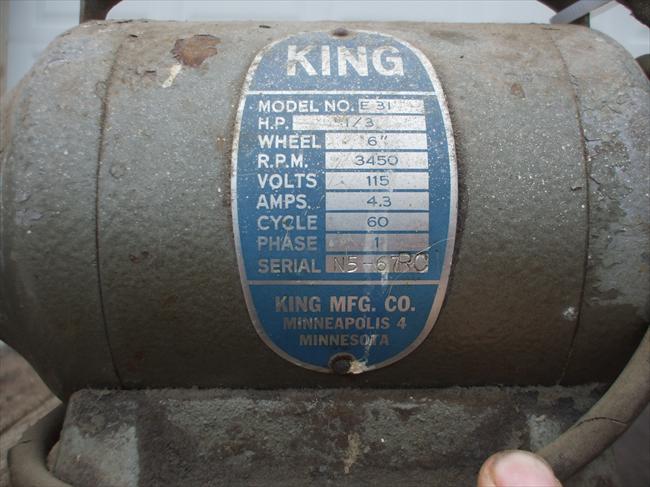 KING
MODEL NO. E 31
H.P. 1/3
WHEEL 6"
R.P.M. 3450
VOLTS 115
AMPS. 4.3
CYCLE 60
PHASE 1
SERIAL N5-67RC
KING MFG. CO.
MINNEAPOLIS 4
MINNESOTA